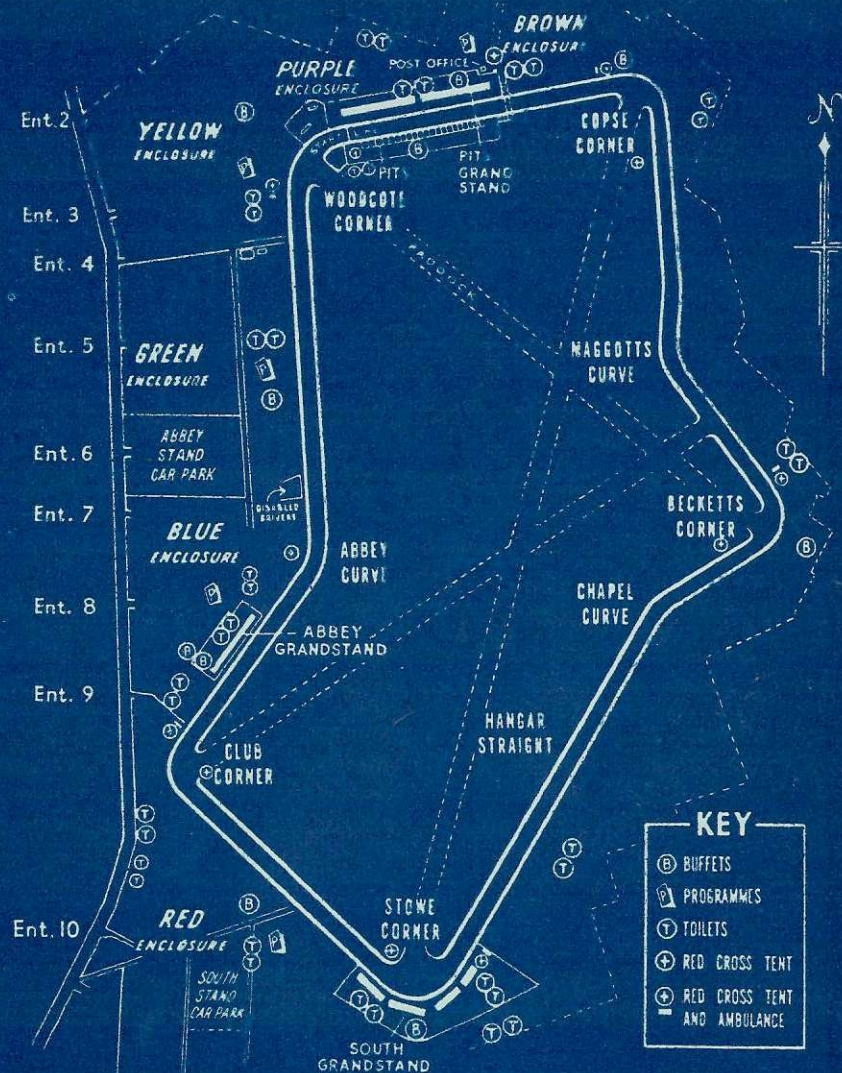 BROWN
ENCLOSURE
POST OFFICE
PURPLE
ENCLOSURE
Ent. 2
YELLOW
ENCLOSURE
COPSE
CORNER
N
PITS
PIT
GRAND
STAND
WOODCOTE
CORNER
Ent. 3
Ent. 4
PADDOCK
Ent. 5
GREEN
ENCLOSURE
MAGGOTTS
CURVE
Ent. 6
ABBEY
STAND
CAR PARK
Ent. 7
DISABLED
DRIVERS
BECKETTS
CORNER
BLUE
ENCLOSURE
ABBEY
CURVE
Ent. 8
CHAPEL
CURVE
ABBEY
GRANDSTAND
Ent. 9
HANGAR
STRAIGHT
CLUB
CORNER
KEY
B BUFFETS
P PROGRAMMES
T TOILETS
RED CROSS TENT
RED CROSS TENT
AND AMBULANCE
Ent. 10
RED
ENCLOSURE
STOWE
CORNER
SOUTH
STAND
CAR PARK
SOUTH
GRANDSTAND